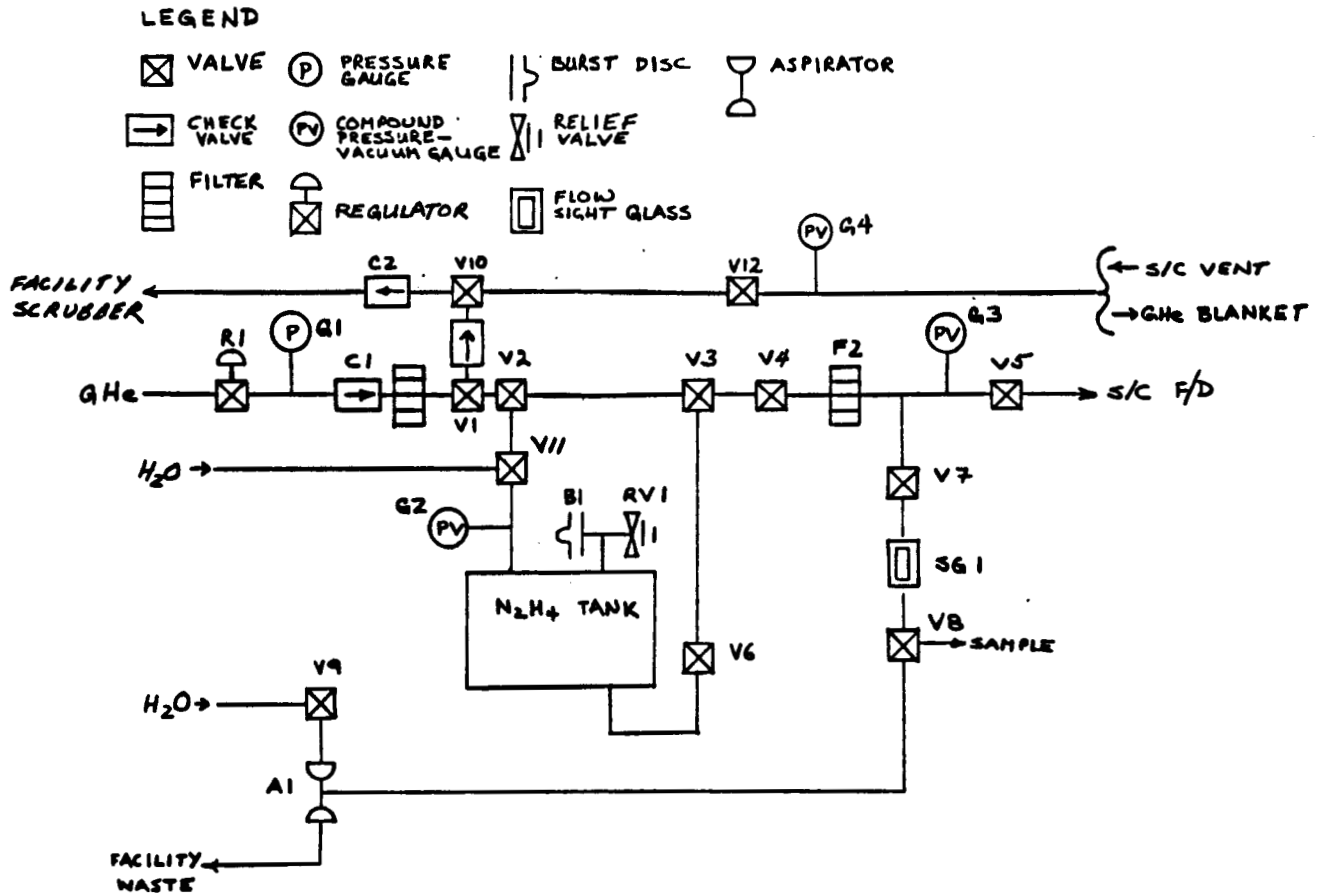 LEGEND
VALVE
P
PRESSURE
GAUGE
BURST DISC
ASPIRATOR
CHECK
VALVE
PV
COMPOUND
PRESSURE-
VACUUM GAUGE
RELIEF
VALVE
FILTER
REGULATOR
FLOW
SIGHT GLASS
FACILITY
SCRUBBER
C2
V10
V12
PV
G4
S/C VENT
GHe BLANKET
GHe
R1
P
G1
C1
V1
V2
V3
V4
F2
PV
G3
V5
S/C F/D
H2O
V11
G2
PV
B1
RV1
N2H4 TANK
V6
V7
SG1
V8
SAMPLE
H2O
V9
A1
FACILITY
WASTE